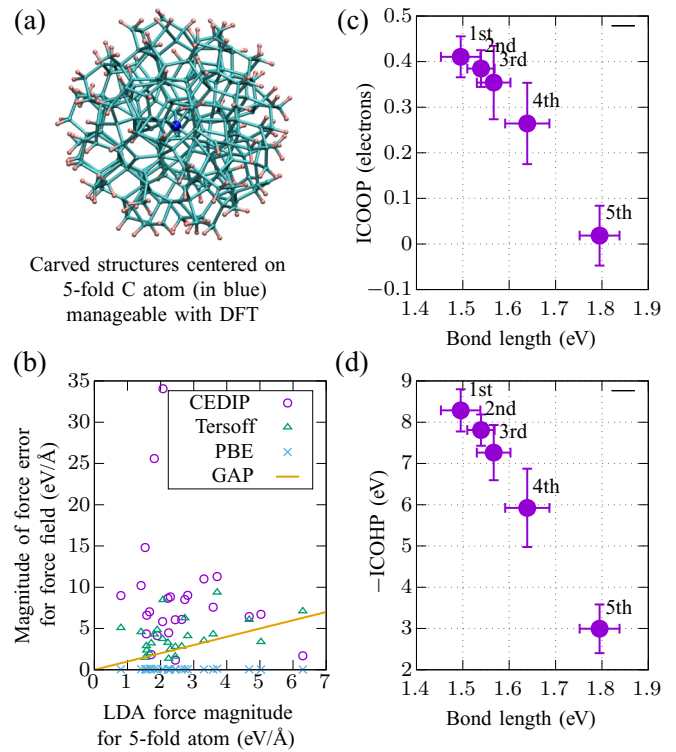 (a)
Carved structures centered on
5-fold C atom (in blue)
manageable with DFT
(b)
Magnitude of force error
for force field (eV/Å)
35
30
25
20
15
10
5
0
CEDIP
Tersoff
PBE
GAP
0 1 2 3 4 5 6 7
LDA force magnitude
for 5-fold atom (eV/Å)
(c)
ICOOP (electrons)
0.5
0.4
0.3
0.2
0.1
0
−0.1
1st
2nd
3rd
4th
5th
1.4 1.5 1.6 1.7 1.8 1.9
Bond length (eV)
(d)
−ICOHP (eV)
9
8
7
6
5
4
3
2
1st
2nd
3rd
4th
5th
1.4 1.5 1.6 1.7 1.8 1.9
Bond length (eV)